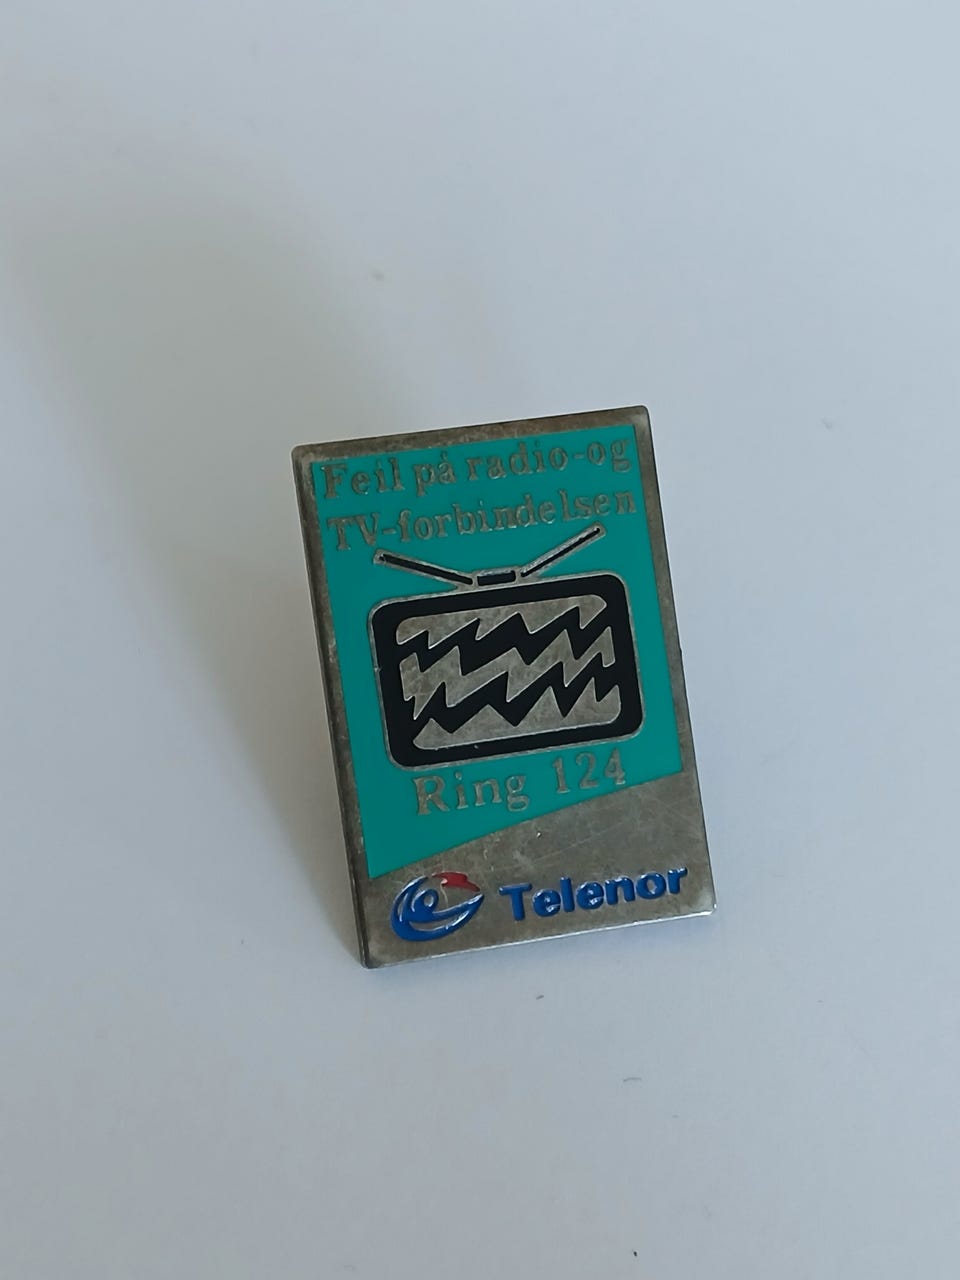 Feil på radio-og
TV-forbindelsen
Ring 124
Telenor